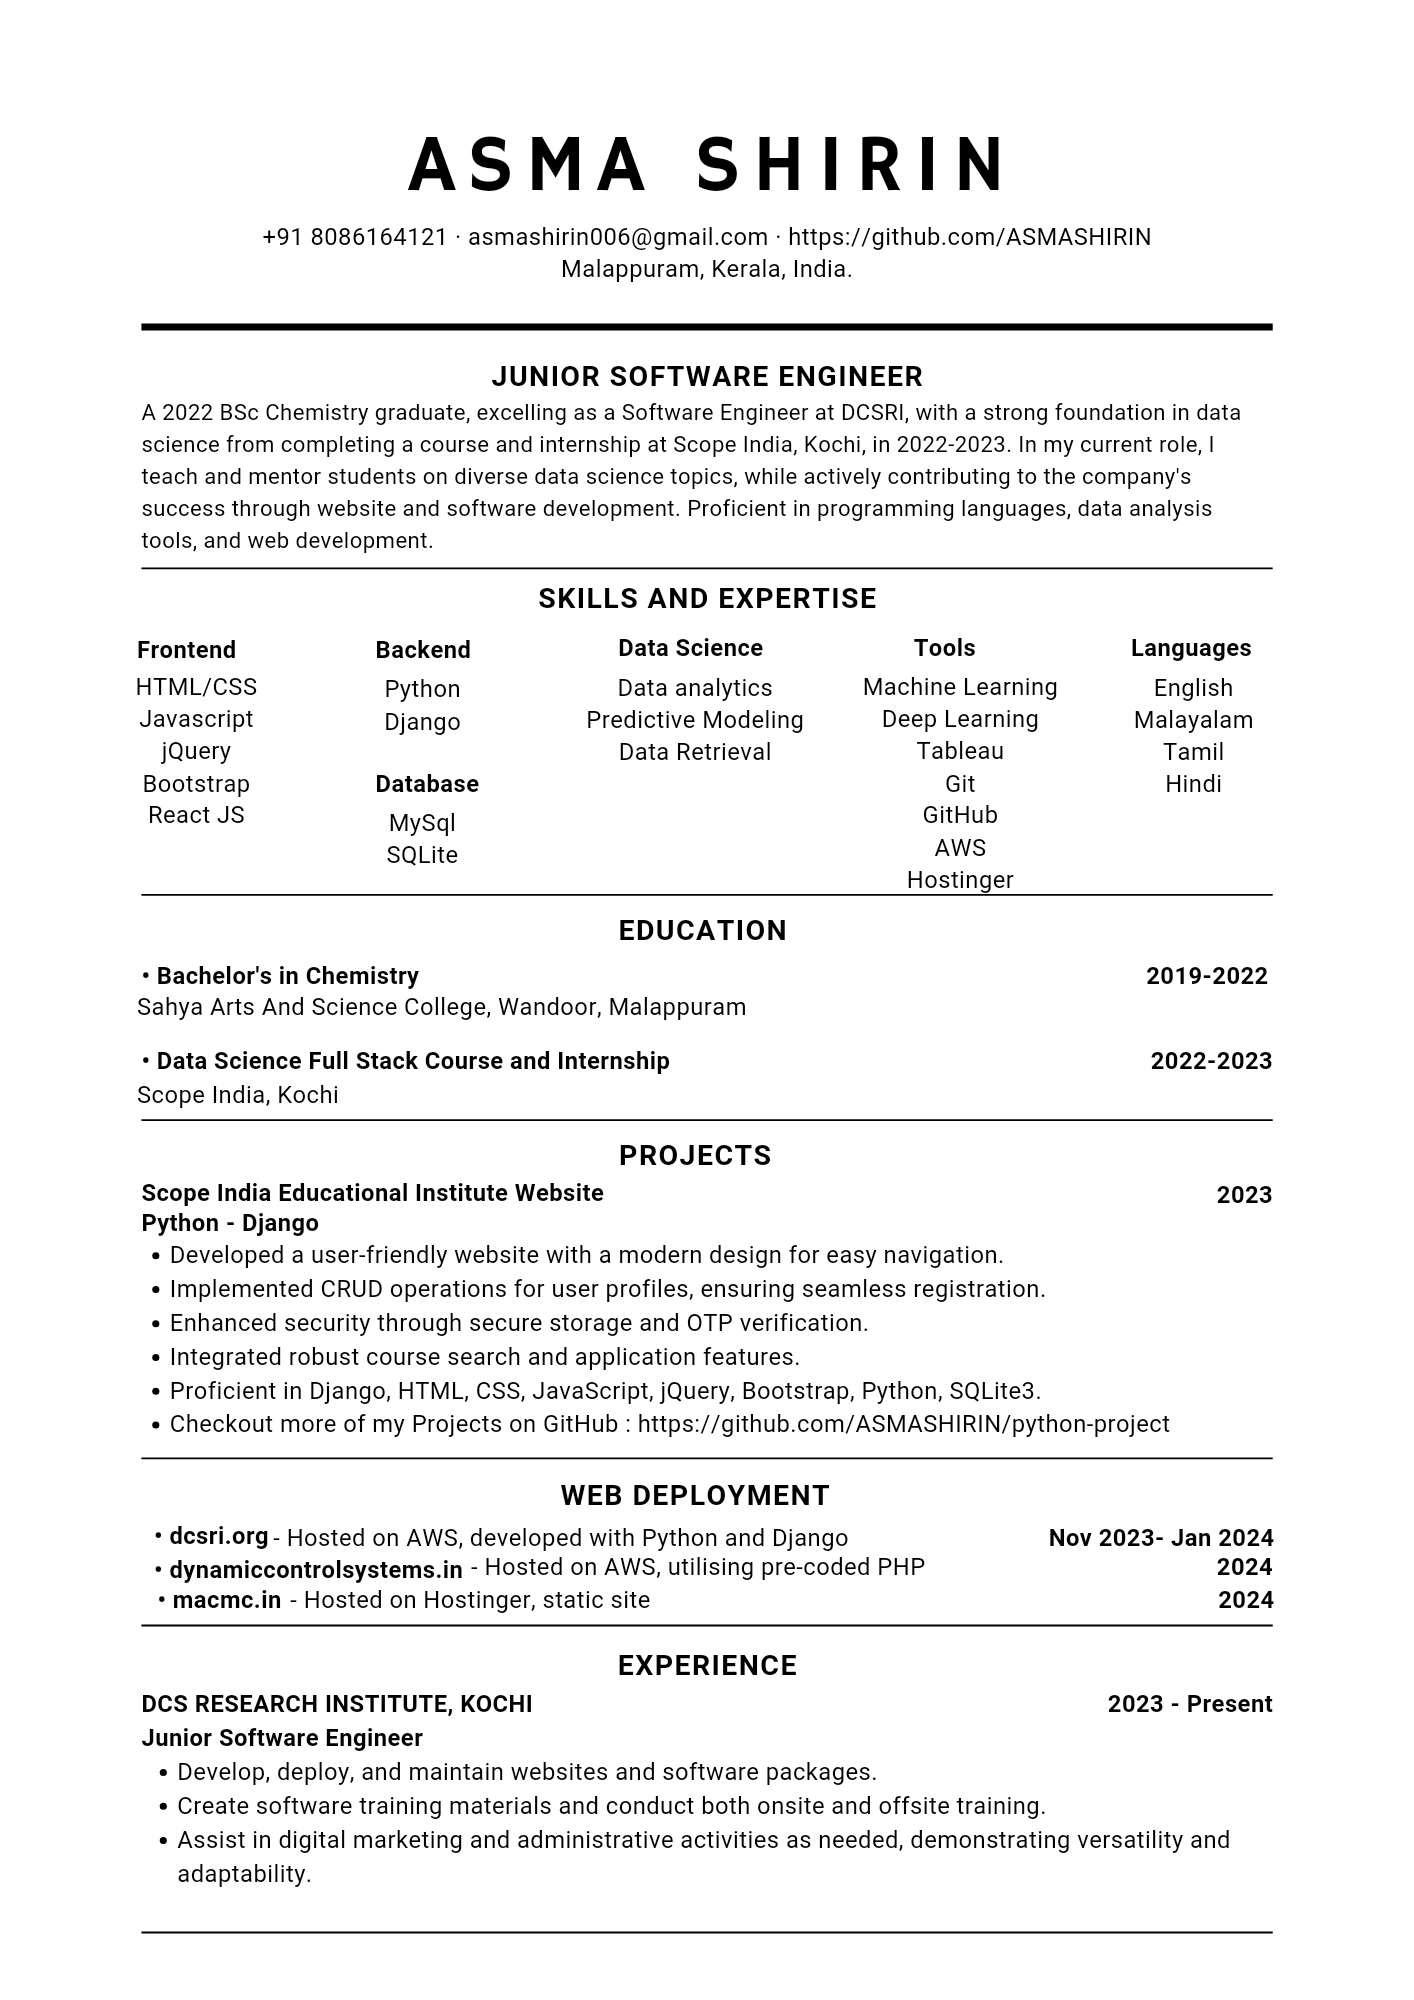 ASMA SHIRIN
+91 8086164121 · asmashirin006@gmail.com · https://github.com/ASMASHIRIN
Malappuram, Kerala, India.
JUNIOR SOFTWARE ENGINEER
A 2022 BSc Chemistry graduate, excelling as a Software Engineer at DCSRI, with a strong foundation in data
science from completing a course and internship at Scope India, Kochi, in 2022-2023. In my current role, I
teach and mentor students on diverse data science topics, while actively contributing to the company's
success through website and software development. Proficient in programming languages, data analysis
tools, and web development.
SKILLS AND EXPERTISE
Frontend
HTML/CSS
Javascript
jQuery
Bootstrap
React JS
Backend
Python
Django
Database
MySql
SQLite
Data Science
Data analytics
Predictive Modeling
Data Retrieval
Tools
Machine Learning
Deep Learning
Tableau
Git
GitHub
AWS
Hostinger
Languages
English
Malayalam
Tamil
Hindi
EDUCATION
• Bachelor's in Chemistry 2019-2022
Sahya Arts And Science College, Wandoor, Malappuram
• Data Science Full Stack Course and Internship 2022-2023
Scope India, Kochi
PROJECTS
Scope India Educational Institute Website 2023
Python - Django
• Developed a user-friendly website with a modern design for easy navigation.
• Implemented CRUD operations for user profiles, ensuring seamless registration.
• Enhanced security through secure storage and OTP verification.
• Integrated robust course search and application features.
• Proficient in Django, HTML, CSS, JavaScript, jQuery, Bootstrap, Python, SQLite3.
• Checkout more of my Projects on GitHub : https://github.com/ASMASHIRIN/python-project
WEB DEPLOYMENT
• dcsri.org - Hosted on AWS, developed with Python and Django Nov 2023- Jan 2024
• dynamiccontrolsystems.in - Hosted on AWS, utilising pre-coded PHP 2024
• macmc.in - Hosted on Hostinger, static site 2024
EXPERIENCE
DCS RESEARCH INSTITUTE, KOCHI 2023 - Present
Junior Software Engineer
• Develop, deploy, and maintain websites and software packages.
• Create software training materials and conduct both onsite and offsite training.
• Assist in digital marketing and administrative activities as needed, demonstrating versatility and
adaptability.